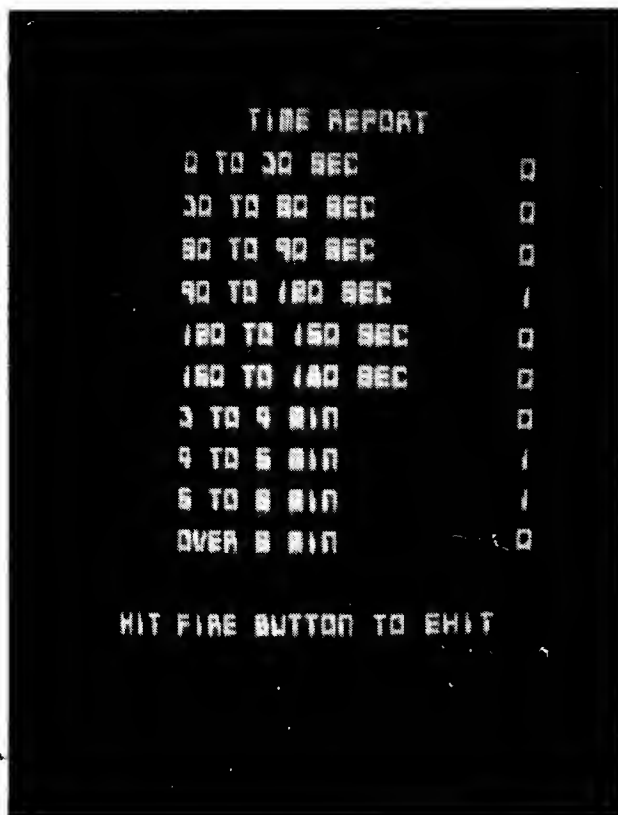 TIME REPORT
0 TO 30 SEC 0
30 TO 60 SEC 0
60 TO 90 SEC 0
90 TO 120 SEC 1
120 TO 150 SEC 0
150 TO 180 SEC 0
3 TO 4 MIN 0
4 TO 5 MIN 1
5 TO 6 MIN 1
OVER 6 MIN 0
HIT FIRE BUTTON TO EXIT